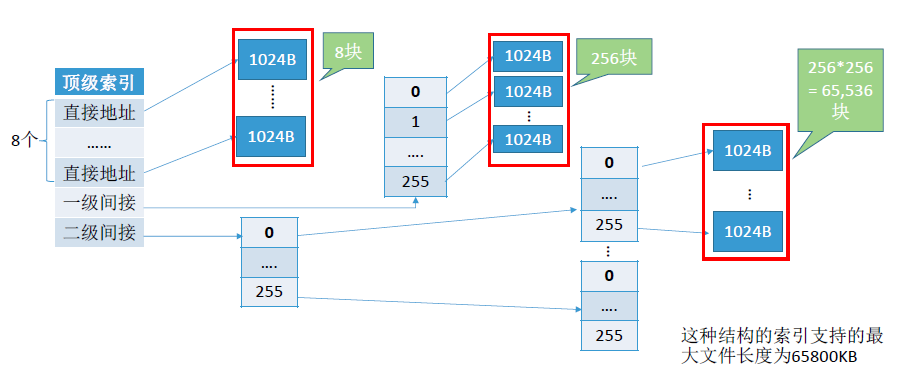 顶级索引
直接地址
……
直接地址
一级间接
二级间接
8个
1024B
1024B
8块
0
1
….
255
1024B
1024B
1024B
256块
0
….
255
0
….
255
0
….
255
1024B
1024B
256*256
= 65,536
块
这种结构的索引支持的最
大文件长度为65800KB